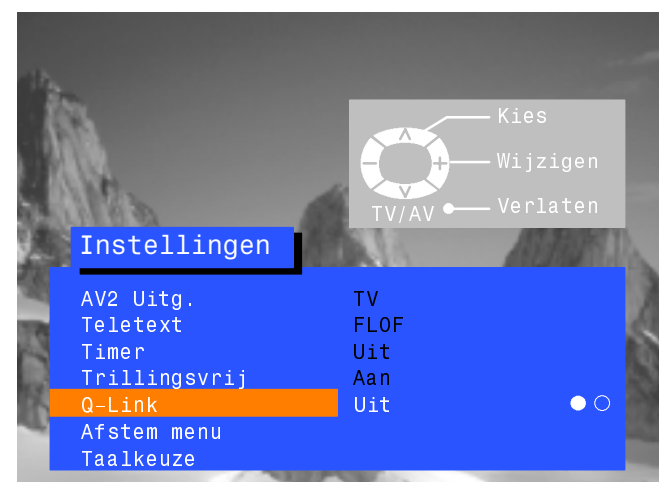 Kies
Wijzigen
TV/AV Verlaten
Instellingen
AV2 Uitg. TV
Teletext FLOF
Timer Uit
Trillingsvrij Aan
Q-Link Uit
Afstem menu
Taalkeuze